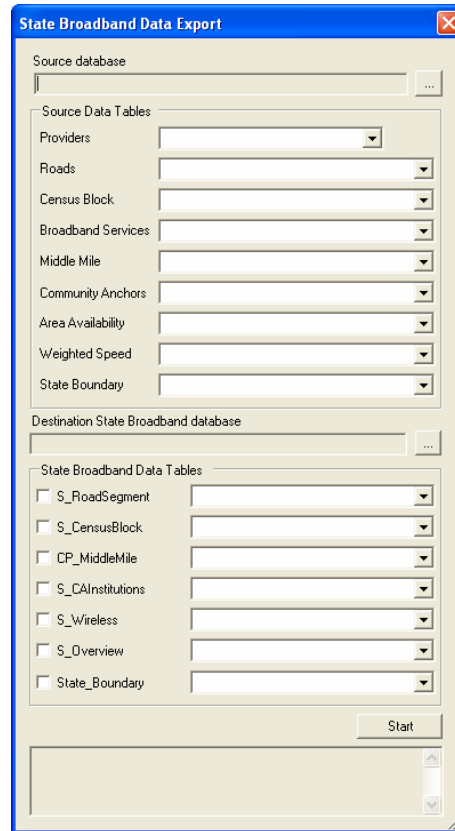 State Broadband Data Export
Source database
...
Source Data Tables
Providers
Roads
Census Block
Broadband Services
Middle Mile
Community Anchors
Area Availability
Weighted Speed
State Boundary
Destination State Broadband database
...
State Broadband Data Tables
S_RoadSegment
S_CensusBlock
CP_MiddleMile
S_CAInstitutions
S_Wireless
S_Overview
State_Boundary
Start